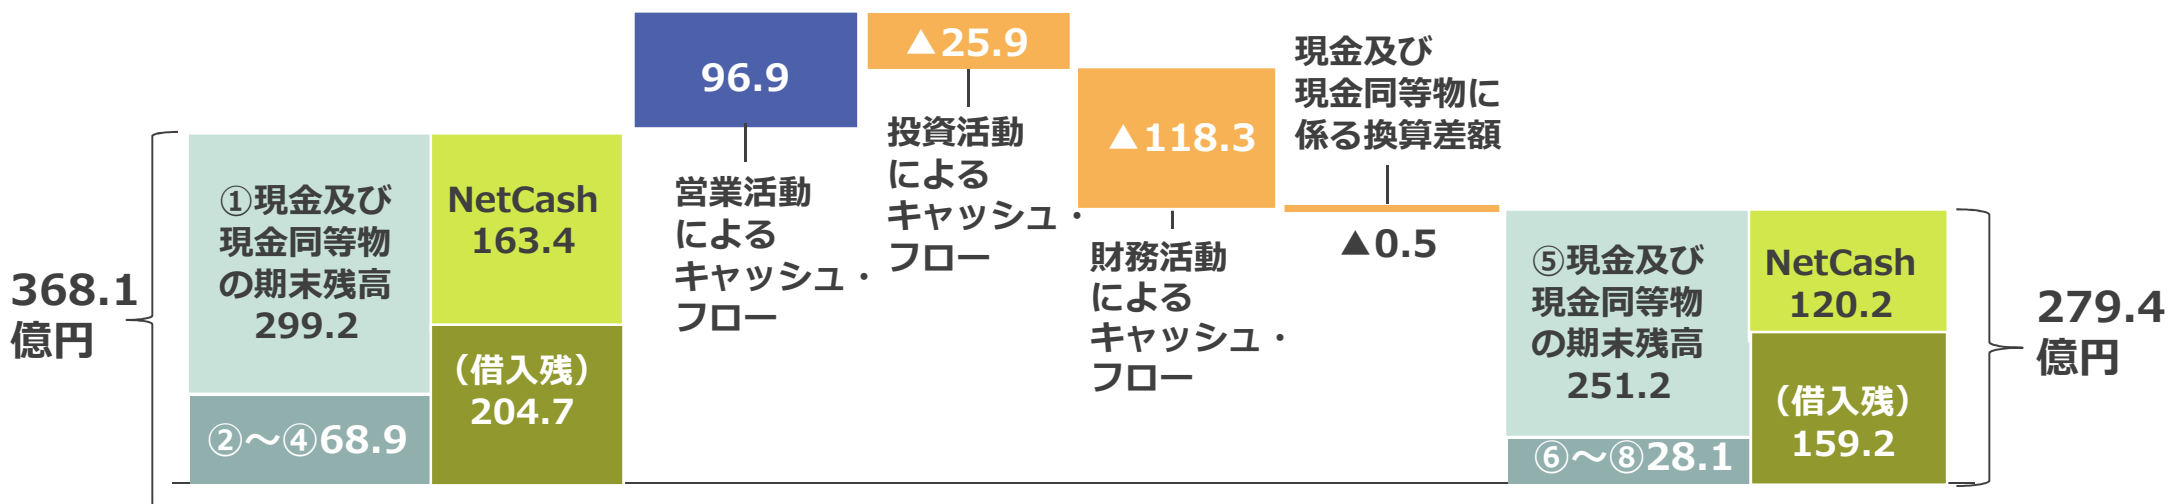 368.1
億円
①現金及び
現金同等物
の期末残高
299.2
②～④68.9
NetCash
163.4
（借入残）
204.7
96.9
営業活動
による
キャッシュ・
フロー
▲25.9
投資活動
による
キャッシュ・
フロー
▲118.3
財務活動
による
キャッシュ・
フロー
現金及び
現金同等物に
係る換算差額
▲0.5
⑤現金及び
現金同等物
の期末残高
251.2
⑥～⑧28.1
NetCash
120.2
（借入残）
159.2
279.4
億円